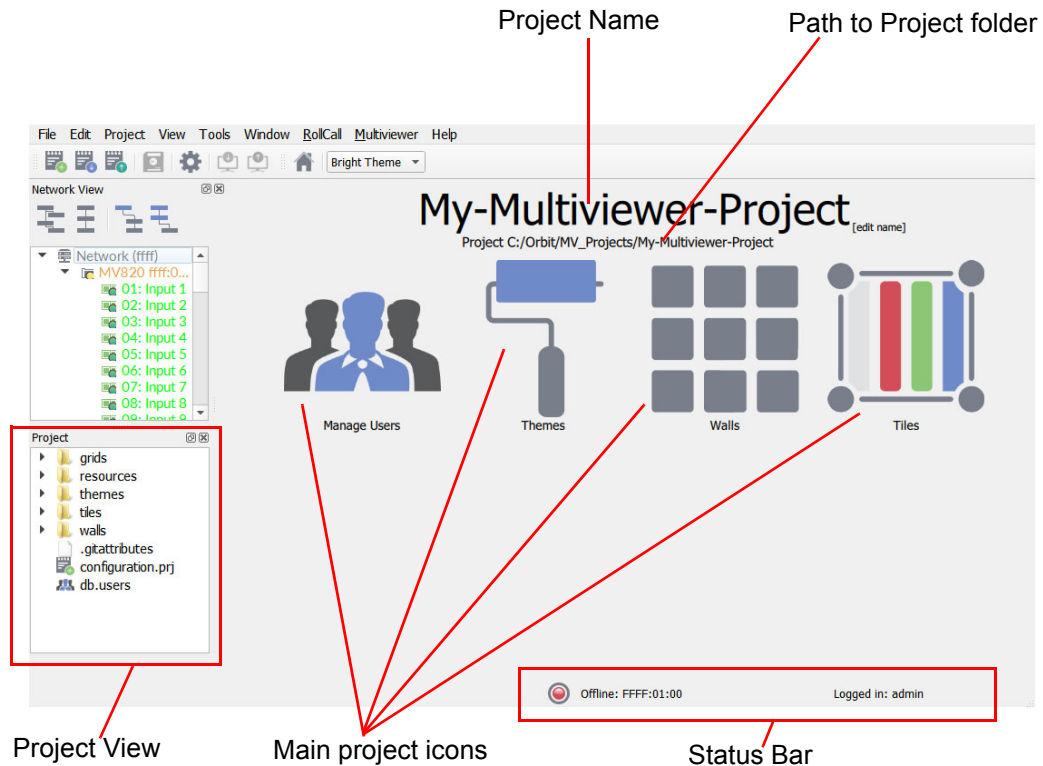 Project Name
Path to Project folder
File Edit Project View Tools Window RollCall Multiviewer Help
Bright Theme
Network View
Network (ffff)
MV820 ffff:0...
01: Input 1
02: Input 2
03: Input 3
04: Input 4
05: Input 5
06: Input 6
07: Input 7
08: Input 8
09: Input 9
My-Multiviewer-Project [edit name]
Project C:/Orbit/MV_Projects/My-Multiviewer-Project
Manage Users
Themes
Walls
Tiles
Project
grids
resources
themes
tiles
walls
.gitattributes
configuration.prj
db.users
Offline: FFFF:01:00
Logged in: admin
Project View
Main project icons
Status Bar